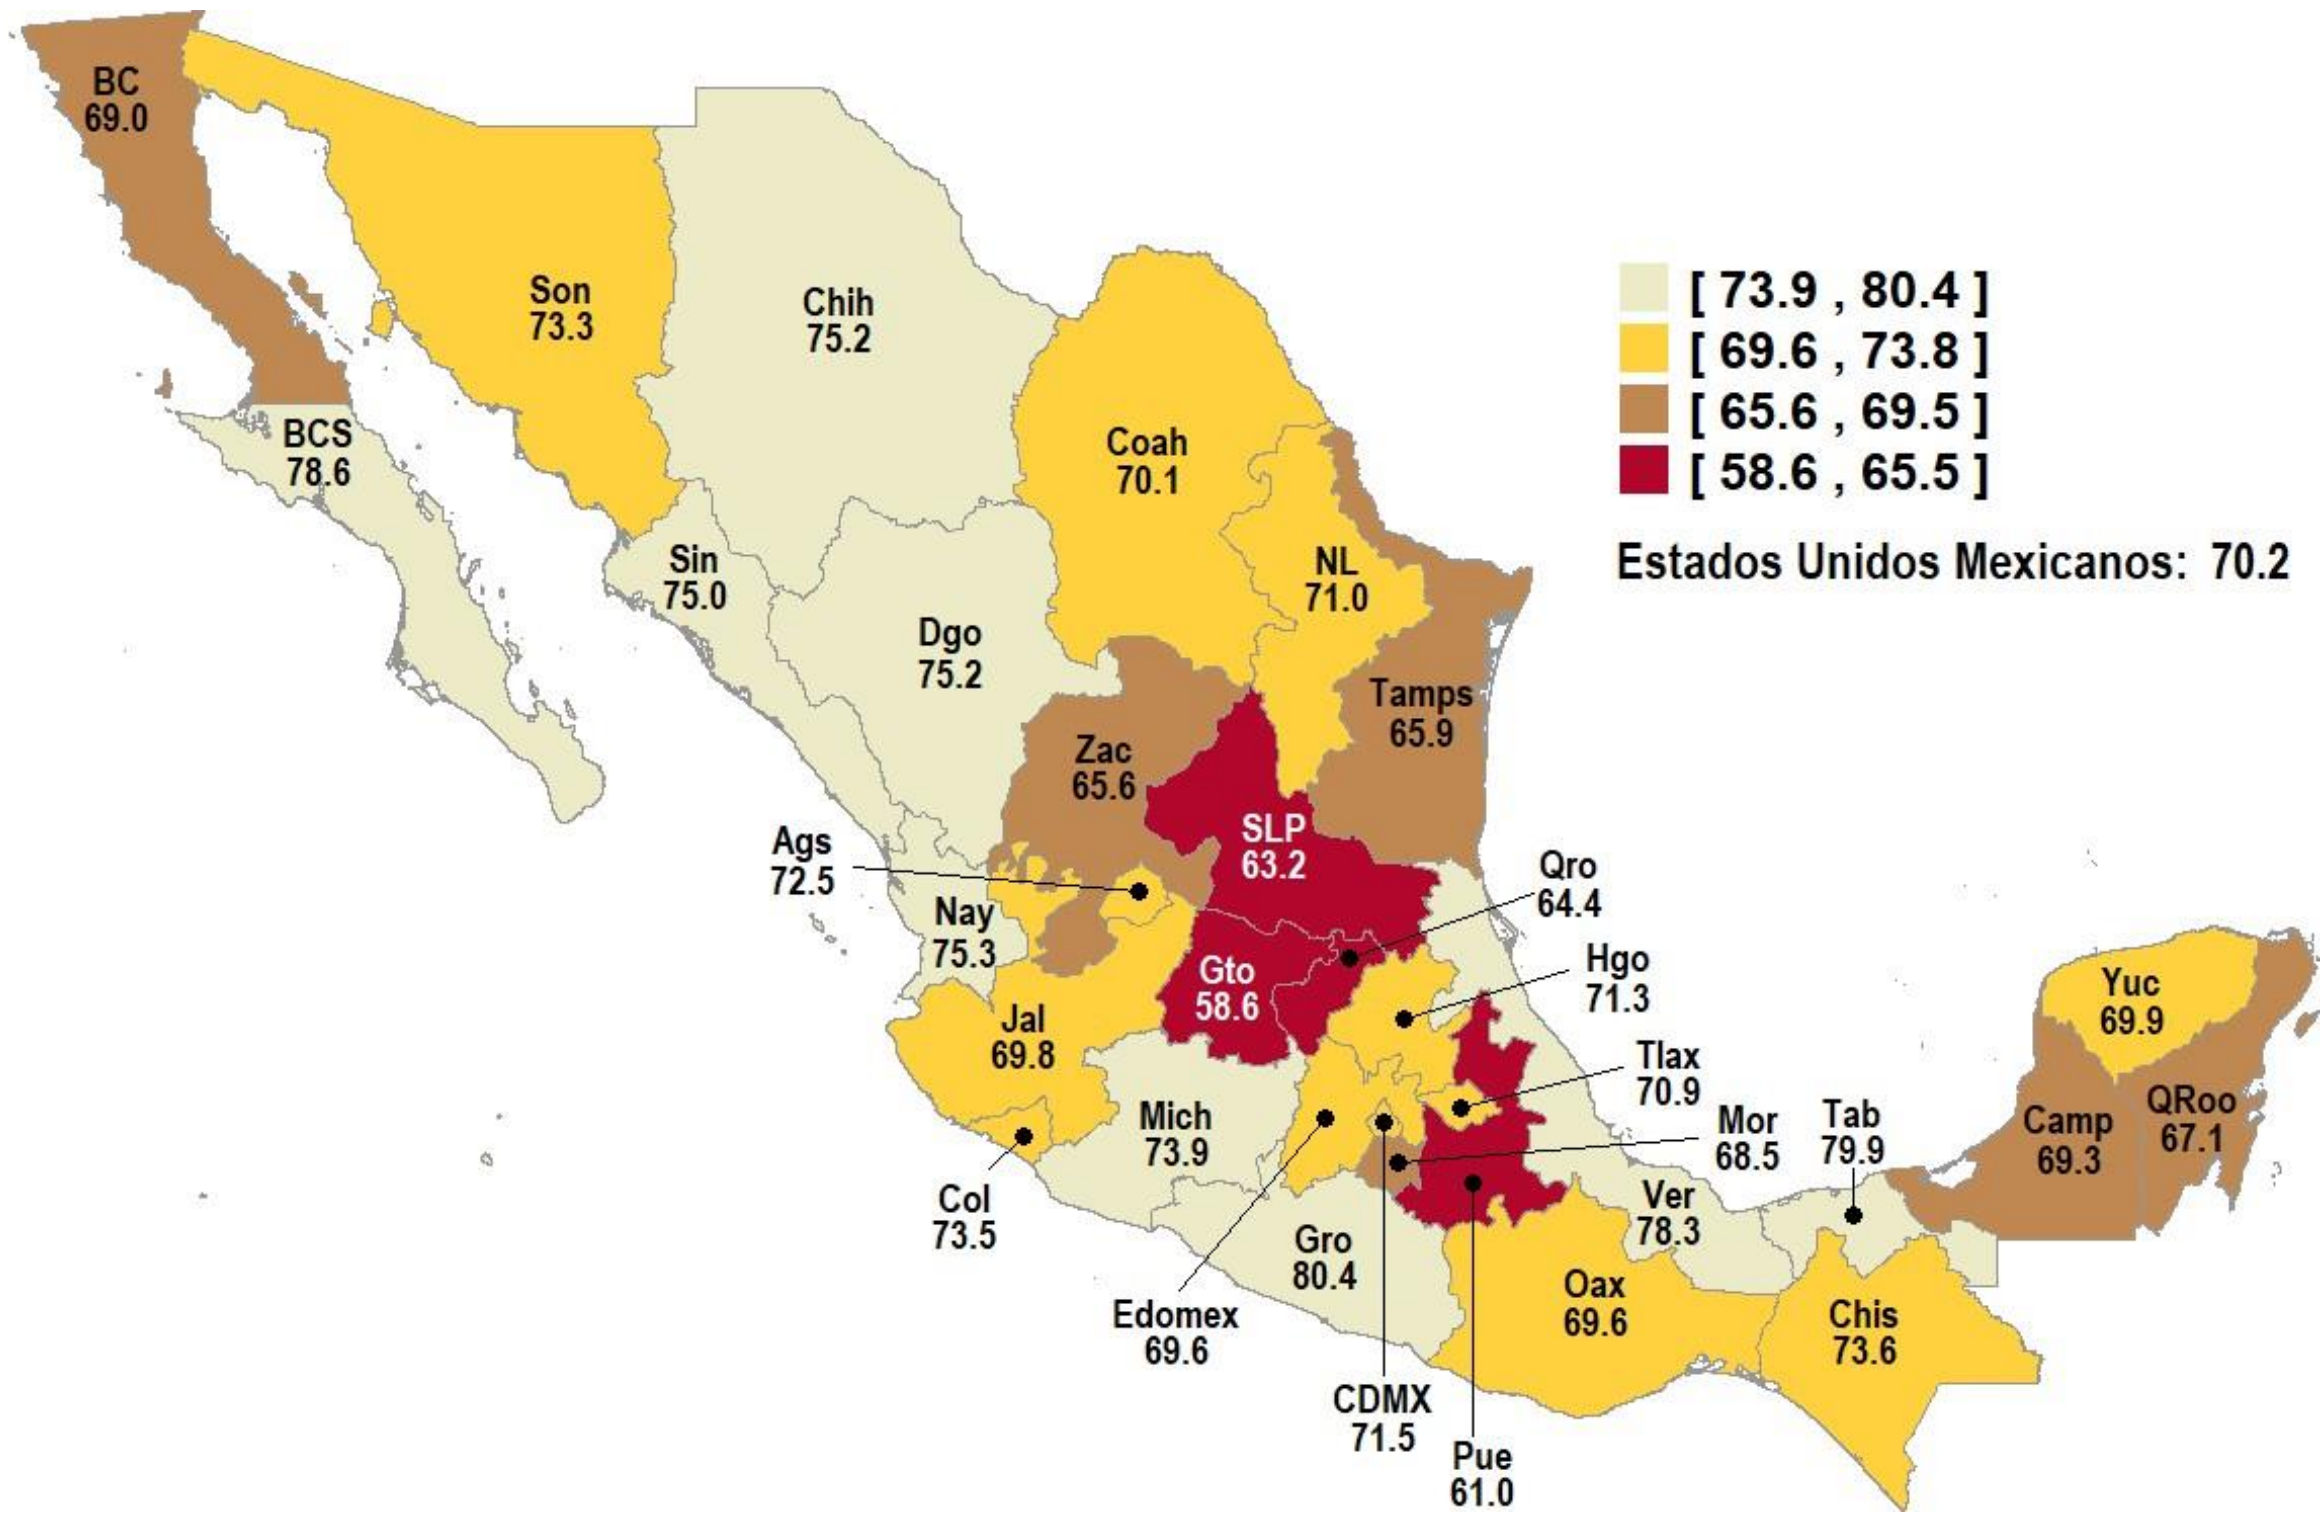 BC
69.0
Son
73.3
Chih
75.2
[ 73.9 , 80.4 ]
[ 69.6 , 73.8 ]
[ 65.6 , 69.5 ]
[ 58.6 , 65.5 ]
Estados Unidos Mexicanos: 70.2
BCS
78.6
Coah
70.1
Sin
75.0
NL
71.0
Dgo
75.2
Tamps
65.9
Zac
65.6
SLP
63.2
Ags
72.5
Qro
64.4
Nay
75.3
Gto
58.6
Hgo
71.3
Yuc
69.9
Jal
69.8
Tlax
70.9
Mich
73.9
Mor
68.5
Tab
79.9
Camp
69.3
QRoo
67.1
Col
73.5
Ver
78.3
Gro
80.4
Oax
69.6
Chis
73.6
Edomex
69.6
CDMX
71.5
Pue
61.0